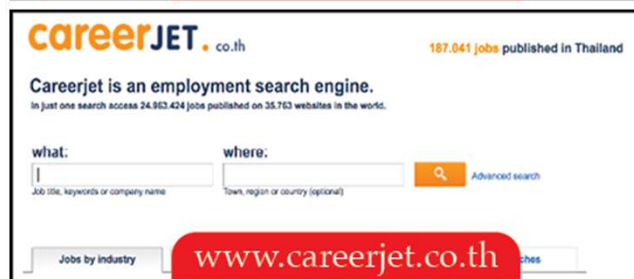 careerJET. co.th
187.041 jobs published in Thailand
Careerjet is an employment search engine.
In just one search access 24.963.424 jobs published on 35.763 websites in the world.
what: where:
Job title, keywords or company name Town, region or country (optional)
Advanced search
Jobs by industry
www.careerjet.co.th